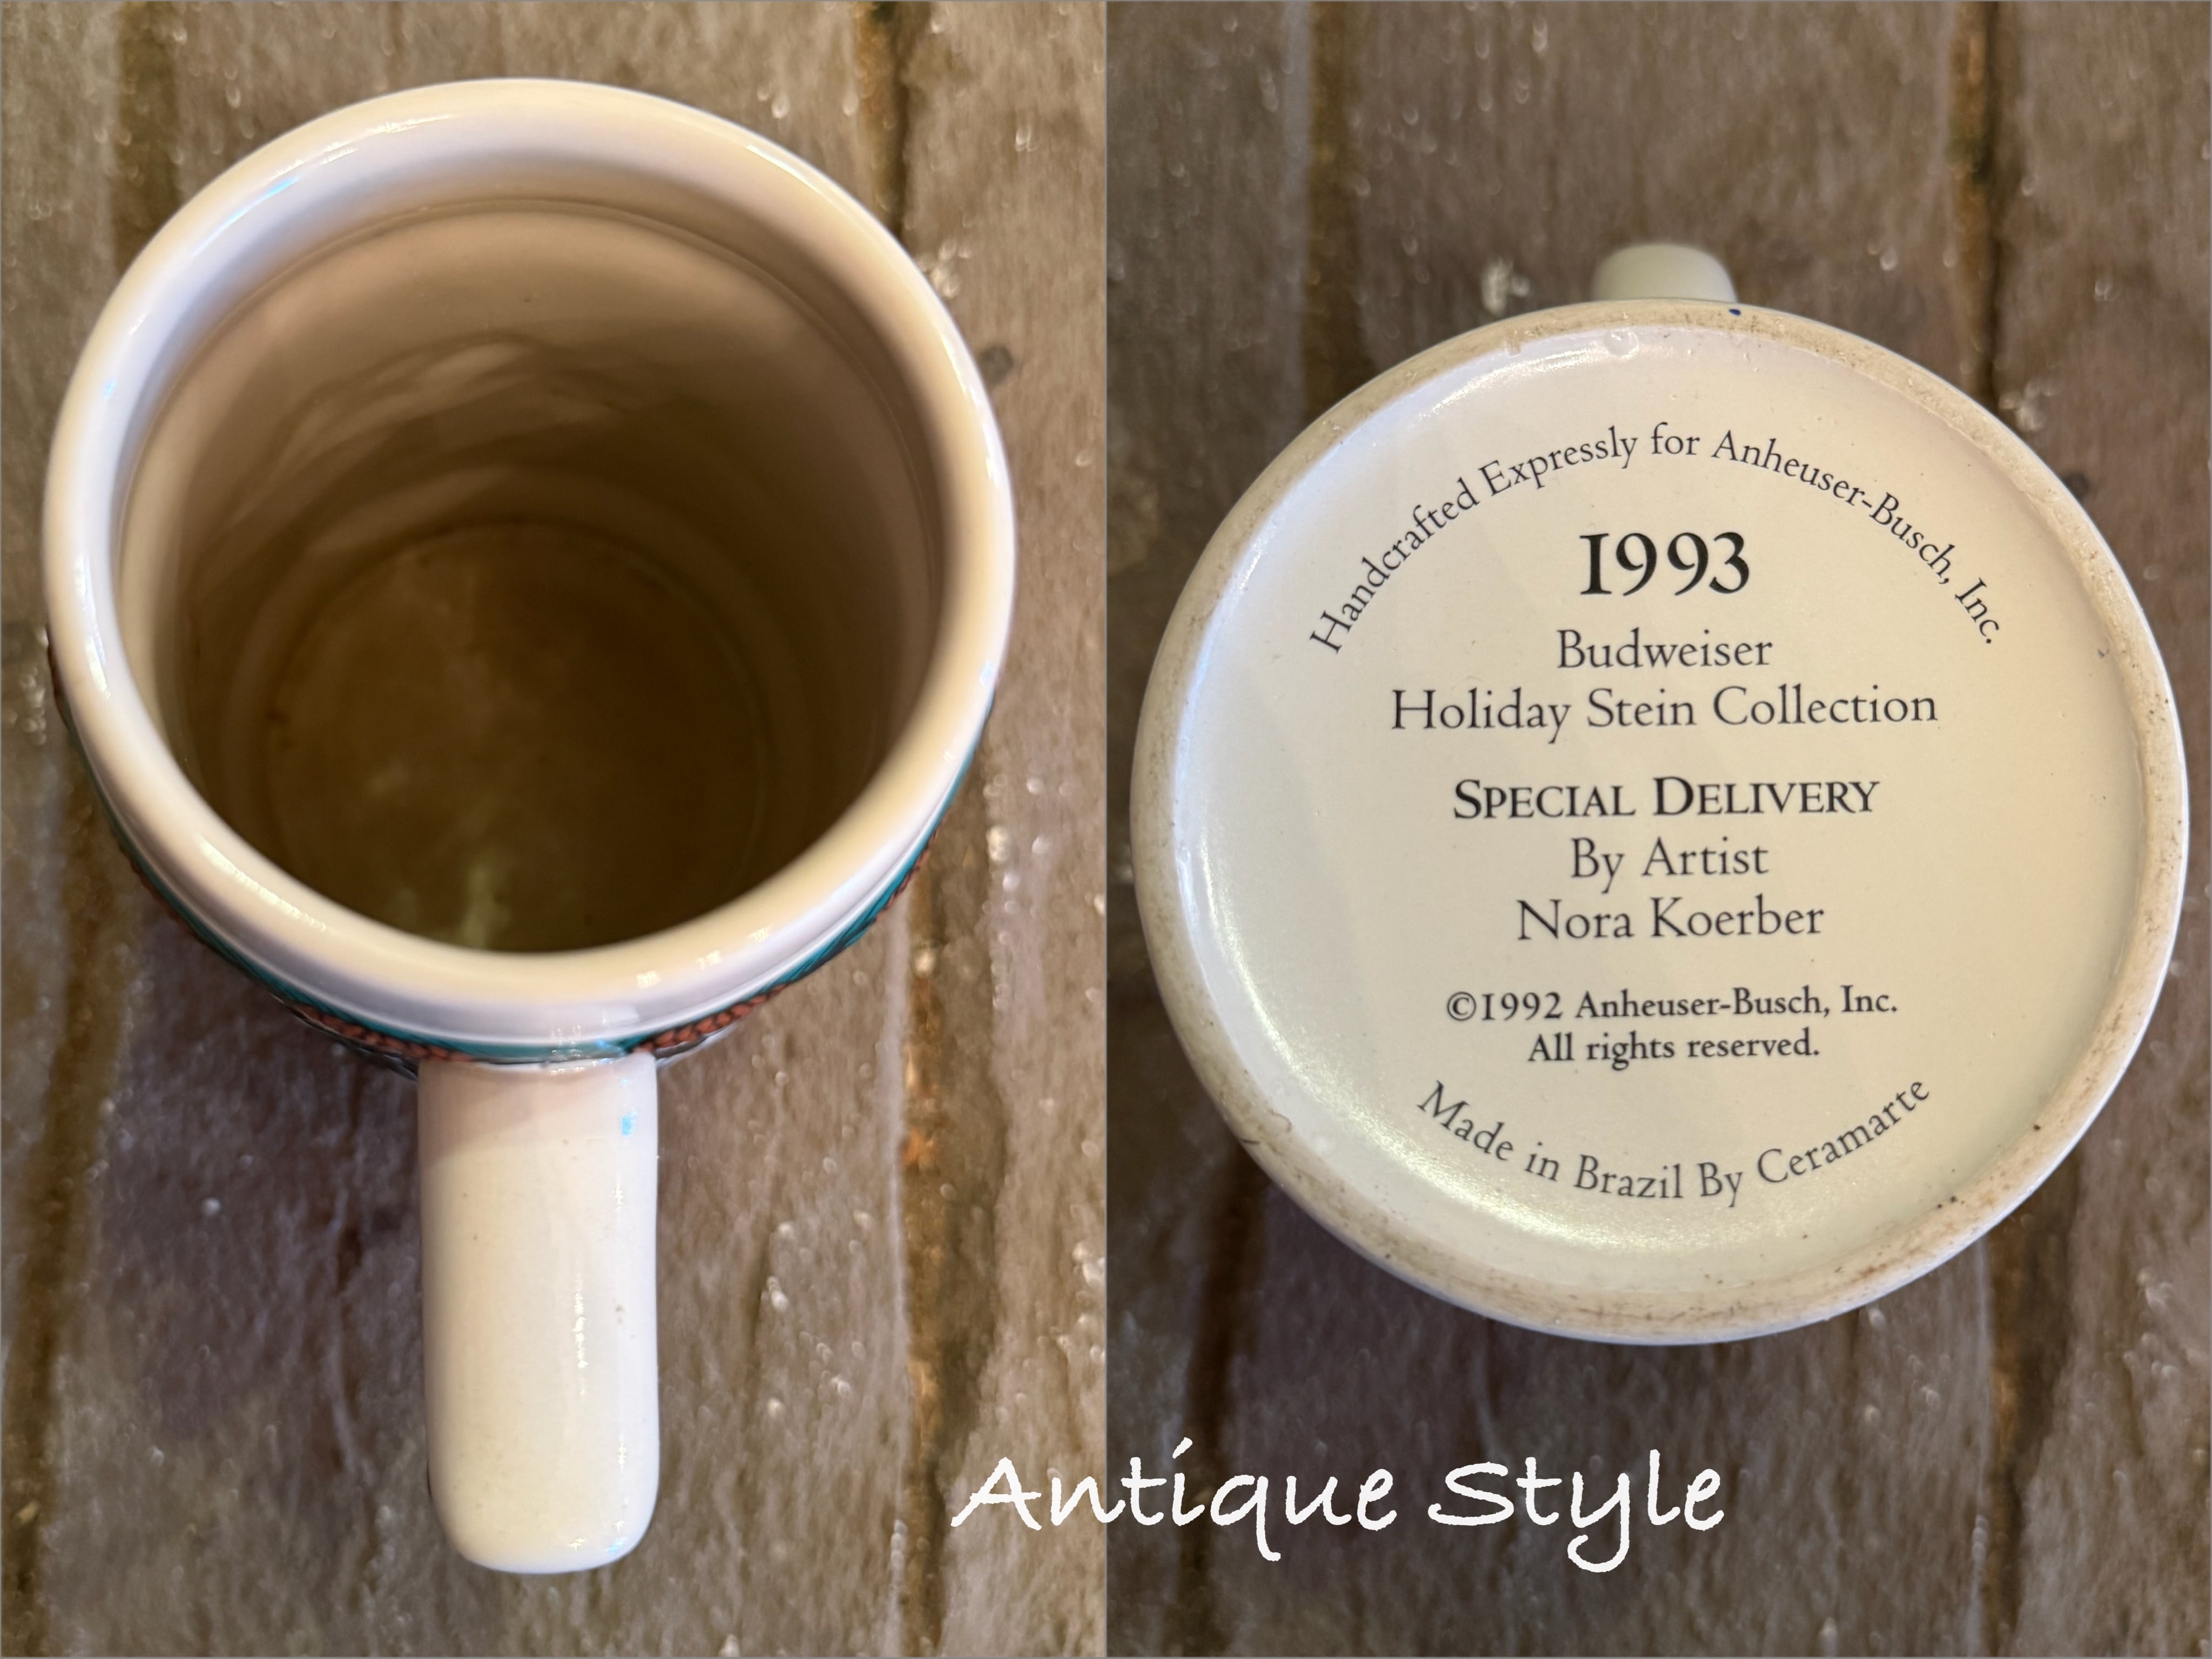 Handcrafted Expressly for Anheuser-Busch, Inc.
1993
Budweiser
Holiday Stein Collection
SPECIAL DELIVERY
By Artist
Nora Koerber
©1992 Anheuser-Busch, Inc.
All rights reserved.
Made in Brazil By Ceramarte
Antique Style